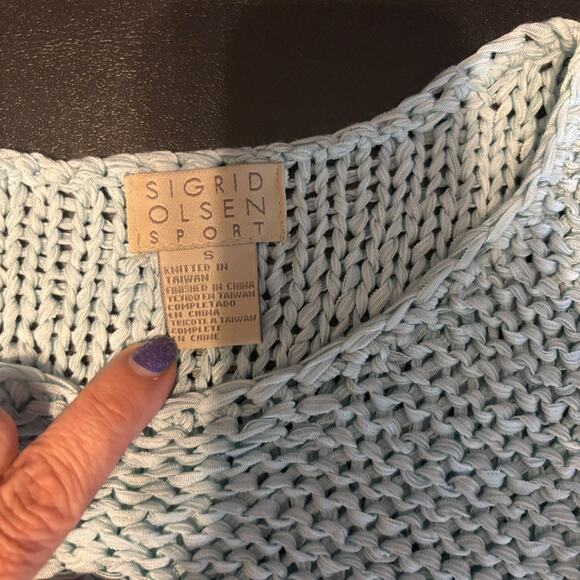 SIGRID
OLSEN
SPORT
S
KNITTED IN
TAIWAN
FINISHED IN CHINA
TEJIDO EN TAIWAN
COMPLETADO
EN CHINA
TRICOTE A TAIWAN
COMPLETE
EN CHINE